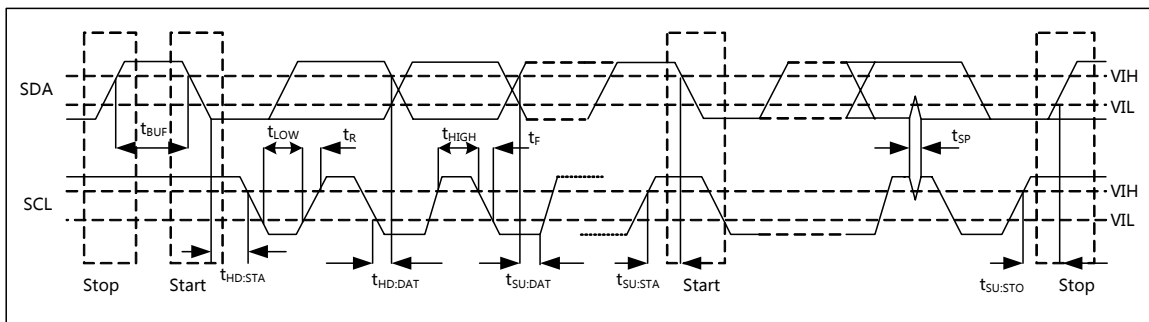 SDA
VIH
VIL
tBUF
tLOW
tR
tHIGH
tF
tSP
SCL
VIH
VIL
tHD:STA
tHD:DAT
tSU:DAT
tSU:STA
tSU:STO
Stop
Start
Start
Stop